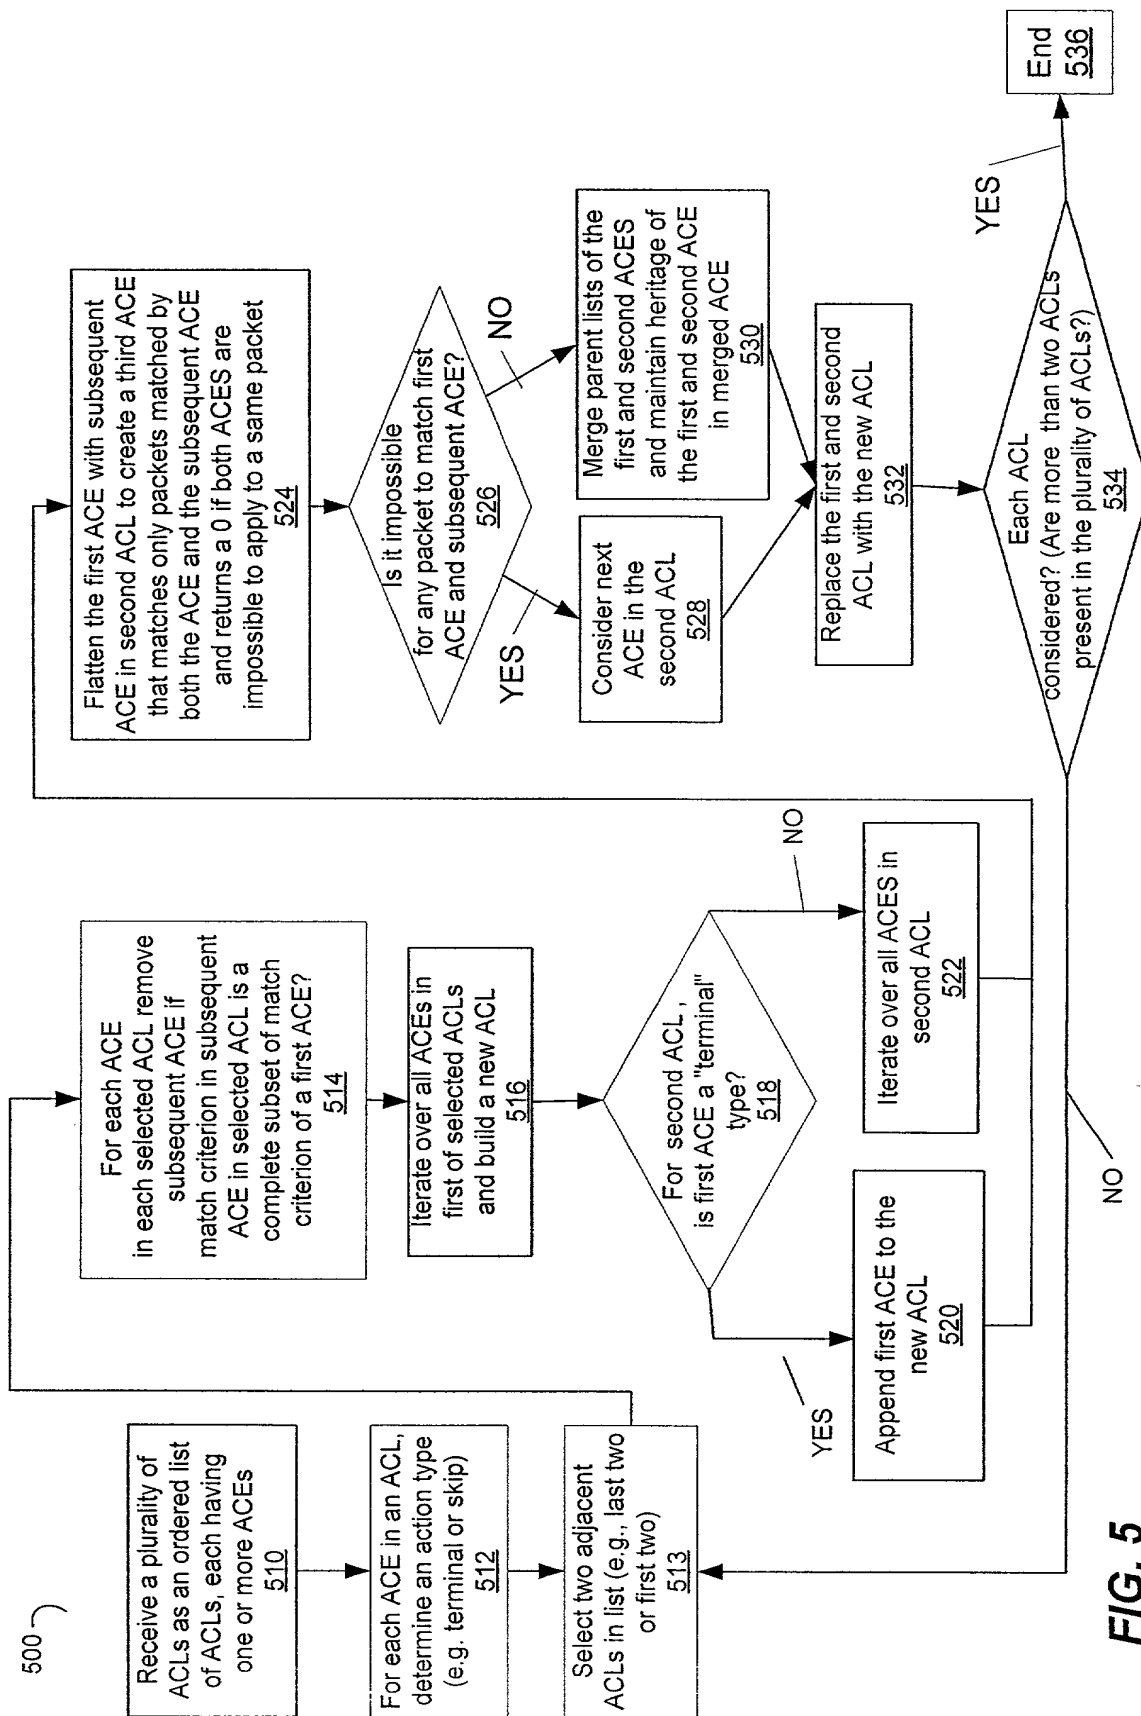 500
Receive a plurality of
ACLs as an ordered list
of ACLs, each having
one or more ACEs
510
For each ACE in an ACL,
determine an action type
(e.g. terminal or skip)
512
Select two adjacent
ACLs in list (e.g., last two
or first two)
513
For each ACE
in each selected ACL remove
subsequent ACE if
match criterion in subsequent
ACE in selected ACL is a
complete subset of match
criterion of a first ACE?
514
Iterate over all ACEs in
first of selected ACLs
and build a new ACL
516
For second ACL,
is first ACE a "terminal"
type?
518
YES
NO
Append first ACE to the
new ACL
520
Iterate over all ACES in
second ACL
522
Flatten the first ACE with subsequent
ACE in second ACL to create a third ACE
that matches only packets matched by
both the ACE and the subsequent ACE
and returns a 0 if both ACES are
impossible to apply to a same packet
524
Is it impossible
for any packet to match first
ACE and subsequent ACE?
526
YES
NO
Consider next
ACE in the
second ACL
528
Merge parent lists of the
first and second ACES
and maintain heritage of
the first and second ACE
in merged ACE
530
Replace the first and second
ACL with the new ACL
532
Each ACL
considered? (Are more than two ACLs
present in the plurality of ACLs?)
534
NO
YES
End
536
FIG. 5